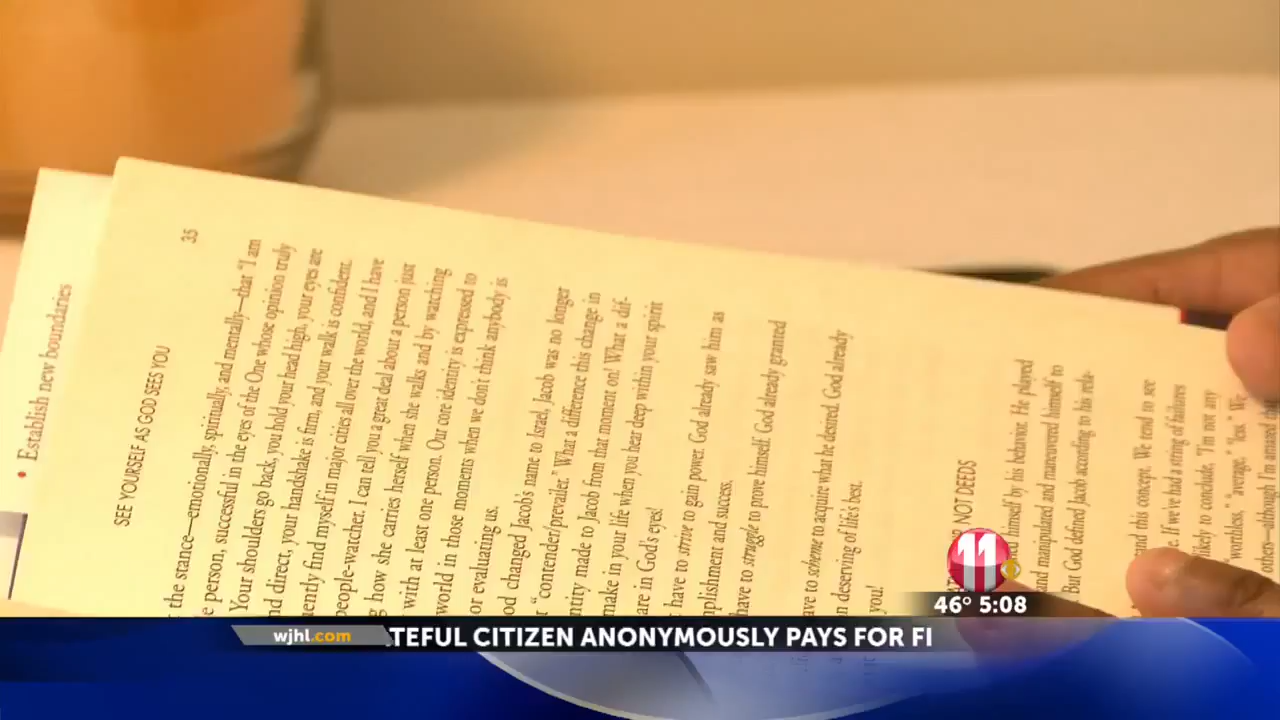 • Establish new boundaries
SEE YOURSELF AS GOD SEES YOU 35
the stance—emotionally, spiritually, and mentally—that “I am
person, successful in the eyes of the One whose opinion truly
Your shoulders go back, you hold your head high, your eyes are
nd direct, your handshake is firm, and your walk is confident.
uently find myself in major cities all over the world, and I have
people-watcher. I can tell you a great deal about a person just
g how she carries herself when she walks and by watching
with at least one person. Our core identity is expressed to
world in those moments when we don't think anybody is
or evaluating us.
od changed Jacob's name to Israel, Jacob was no longer
“contender/prevailer.” What a difference this change in
ntity made to Jacob from that moment on! What a dif-
make in your life when you hear deep within your spirit
are in God's eyes!
have to strive to gain power. God already saw him as
plishment and success.
have to struggle to prove himself. God already granted
ave to scheme to acquire what he desired. God already
n deserving of life's best.
you!
NOT DEEDS
d himself by his behavior. He played
and manipulated and maneuvered himself to
But God defined Jacob according to his rela-
and this concept. We tend to see
e. If we've had a string of failures
likely to conclude, “I'm not any
worthless,” “average,” “less.” We
others—although I'm amazed
11
46° 5:08
wjhl.com TEFUL CITIZEN ANONYMOUSLY PAYS FOR FI